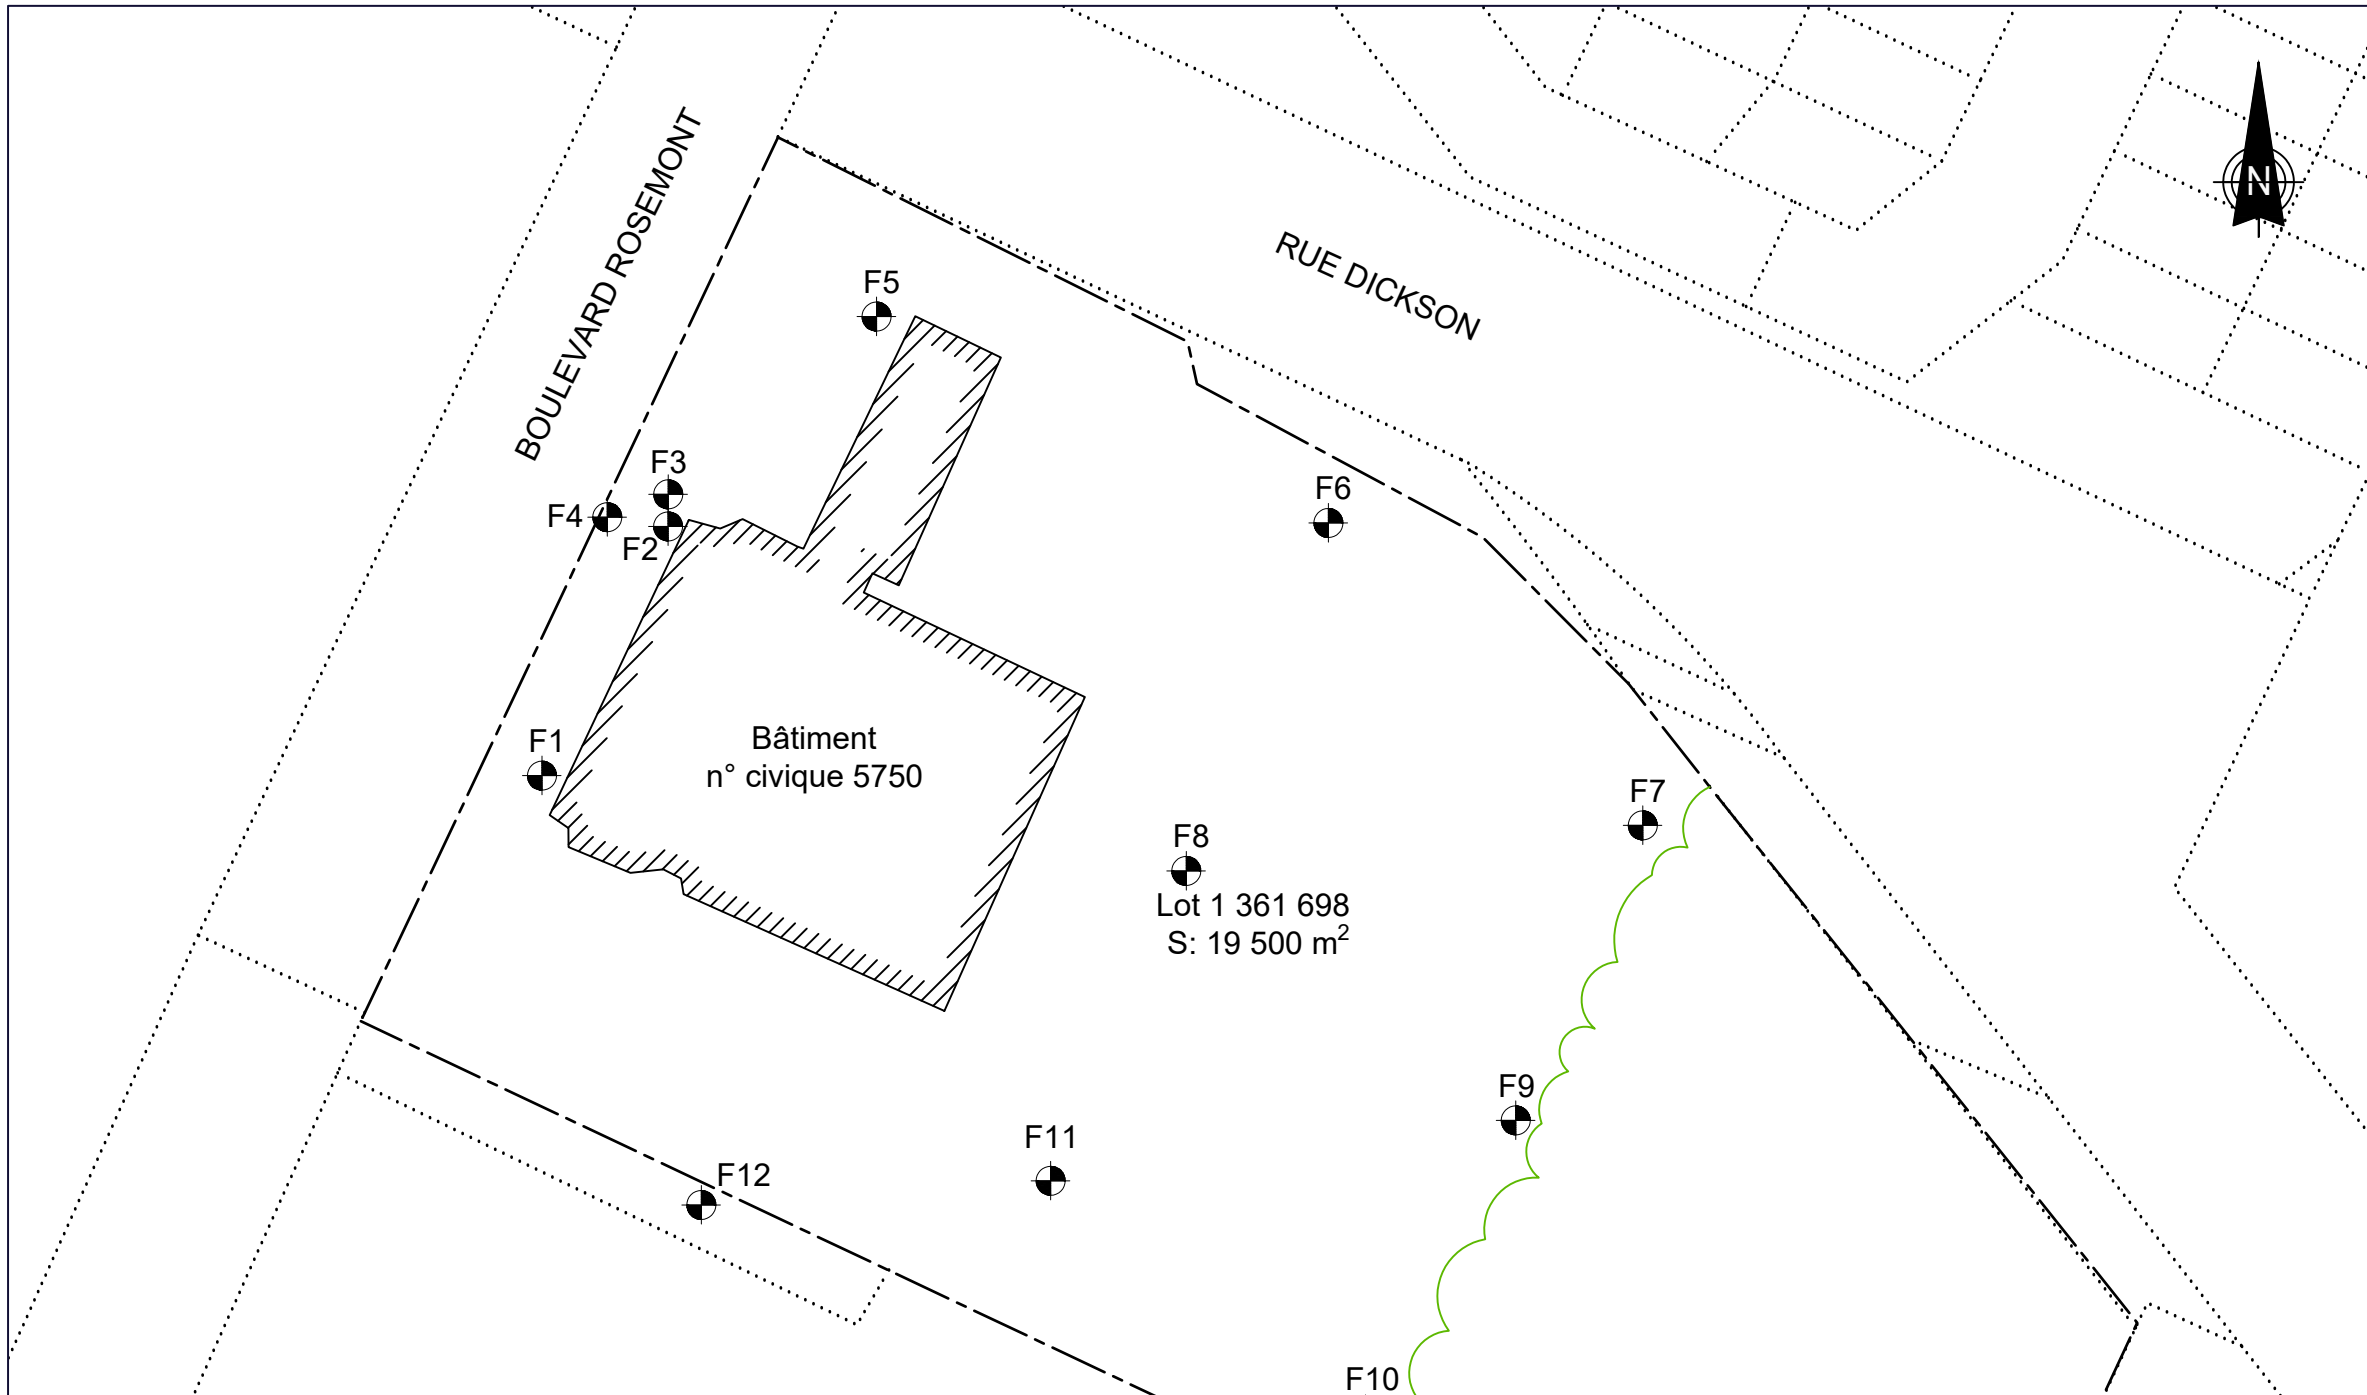 BOULEVARD ROSEMONT
RUE DICKSON
N
F5
F3
F4
F2
F6
F1
Bâtiment
n° civique 5750
F7
F8
Lot 1 361 698
S: 19 500 m²
F9
F11
F12
F10